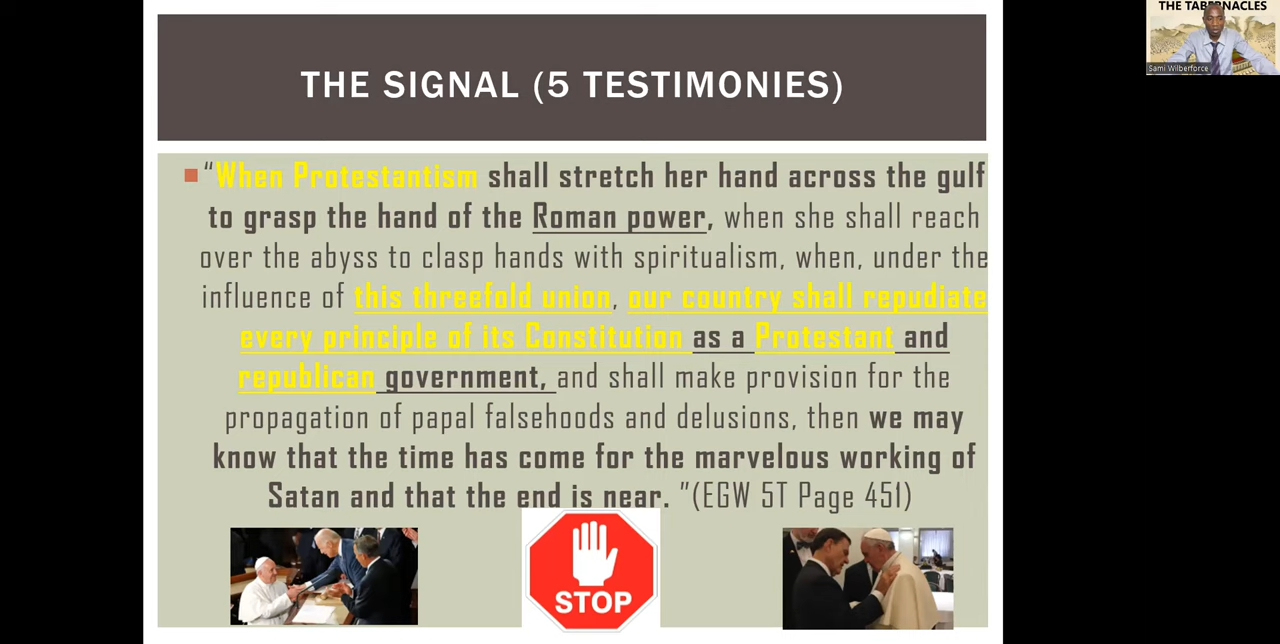 THE SIGNAL (5 TESTIMONIES)
“When Protestantism shall stretch her hand across the gulf
to grasp the hand of the Roman power, when she shall reach
over the abyss to clasp hands with spiritualism, when, under the
influence of this threefold union, our country shall repudiate
every principle of its Constitution as a Protestant and
republican government, and shall make provision for the
propagation of papal falsehoods and delusions, then we may
know that the time has come for the marvelous working of
Satan and that the end is near. ”(EGW 5T Page 451)
STOP
THE TABERNACLES
Sami Wilberforce